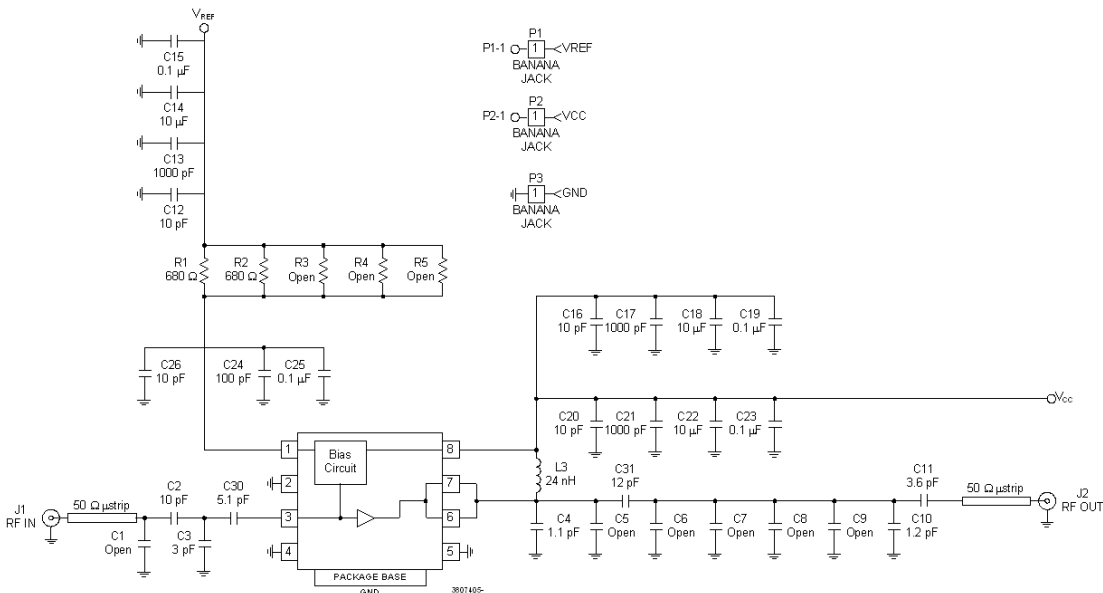 VREF
C15
0.1 µF
C14
10 µF
C13
1000 pF
C12
10 pF
P1
P1-1 1 VREF
BANANA
JACK
P2
P2-1 1 VCC
BANANA
JACK
P3
1 GND
BANANA
JACK
R1
680 Ω
R2
680 Ω
R3
Open
R4
Open
R5
Open
C16
10 pF
C17
1000 pF
C18
10 µF
C19
0.1 µF
C26
10 pF
C24
100 pF
C25
0.1 µF
C20
10 pF
C21
1000 pF
C22
10 µF
C23
0.1 µF
VCC
1
2
3
4
Bias
Circuit
8
7
6
5
L3
24 nH
J1
RF IN
50 Ω µstrip
C1
Open
C2
10 pF
C3
3 pF
C30
5.1 pF
C31
12 pF
C4
1.1 pF
C5
Open
C6
Open
C7
Open
C8
Open
C9
Open
C10
1.2 pF
C11
3.6 pF
50 Ω µstrip
J2
RF OUT
PACKAGE BASE
GND
3807405-